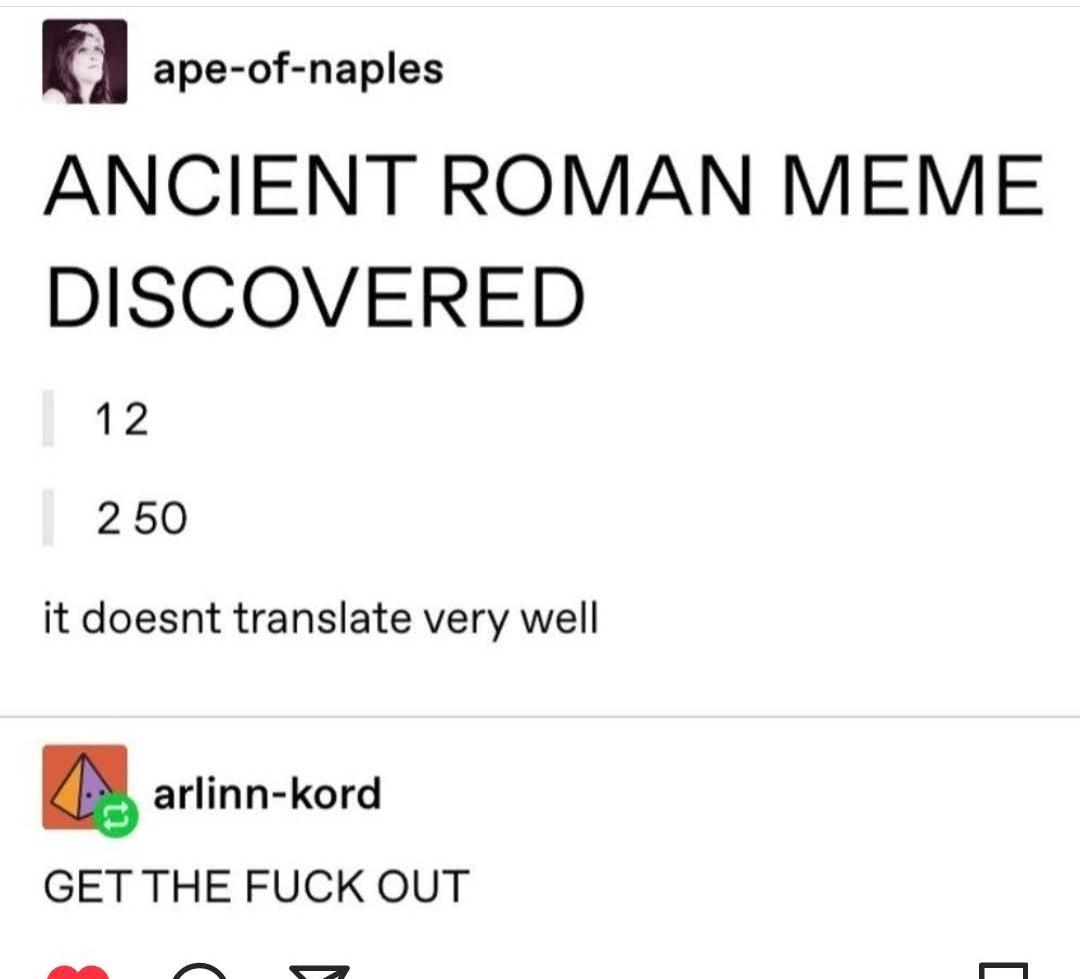 ape-of-naples
ANCIENT ROMAN MEME
DISCOVERED
1 2
2 50
it doesnt translate very well
arlinn-kord
GET THE FUCK OUT